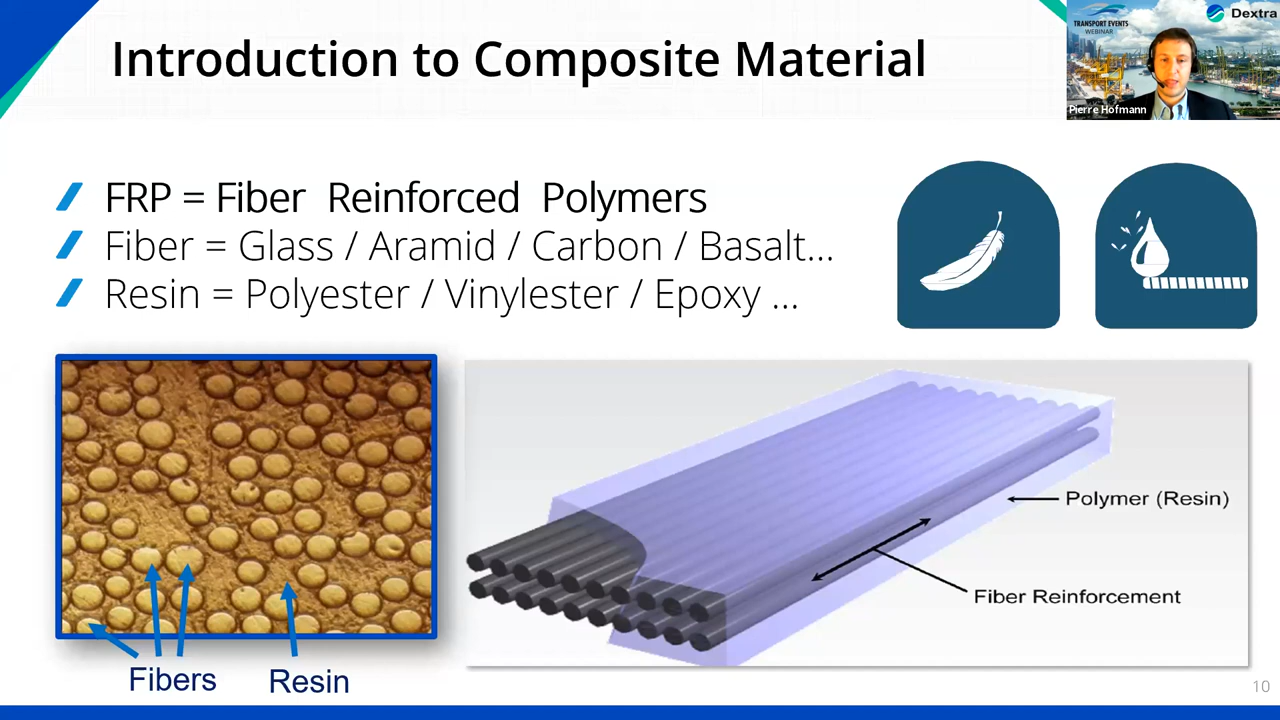 Introduction to Composite Material
TRANSPORT EVENTS
WEBINAR
Dextra
Pierre Hofmann
FRP = Fiber Reinforced Polymers
Fiber = Glass / Aramid / Carbon / Basalt...
Resin = Polyester / Vinylester / Epoxy ...
Polymer (Resin)
Fiber Reinforcement
Fibers
Resin
10